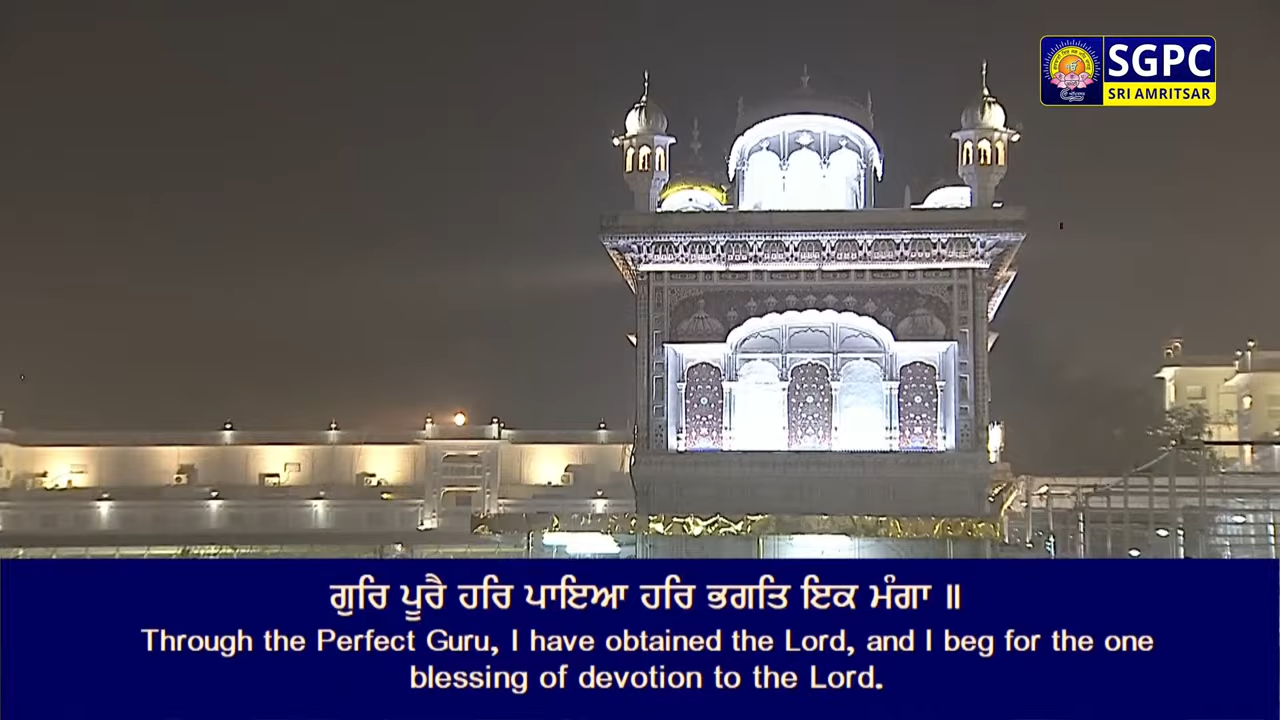 SGPC
SRI AMRITSAR
ਗੁਰਿ ਪੂਰੈ ਹਰਿ ਪਾਇਆ ਹਰਿ ਭਗਤਿ ਇਕ ਮੰਗਾ ॥
Through the Perfect Guru, I have obtained the Lord, and I beg for the one
blessing of devotion to the Lord.